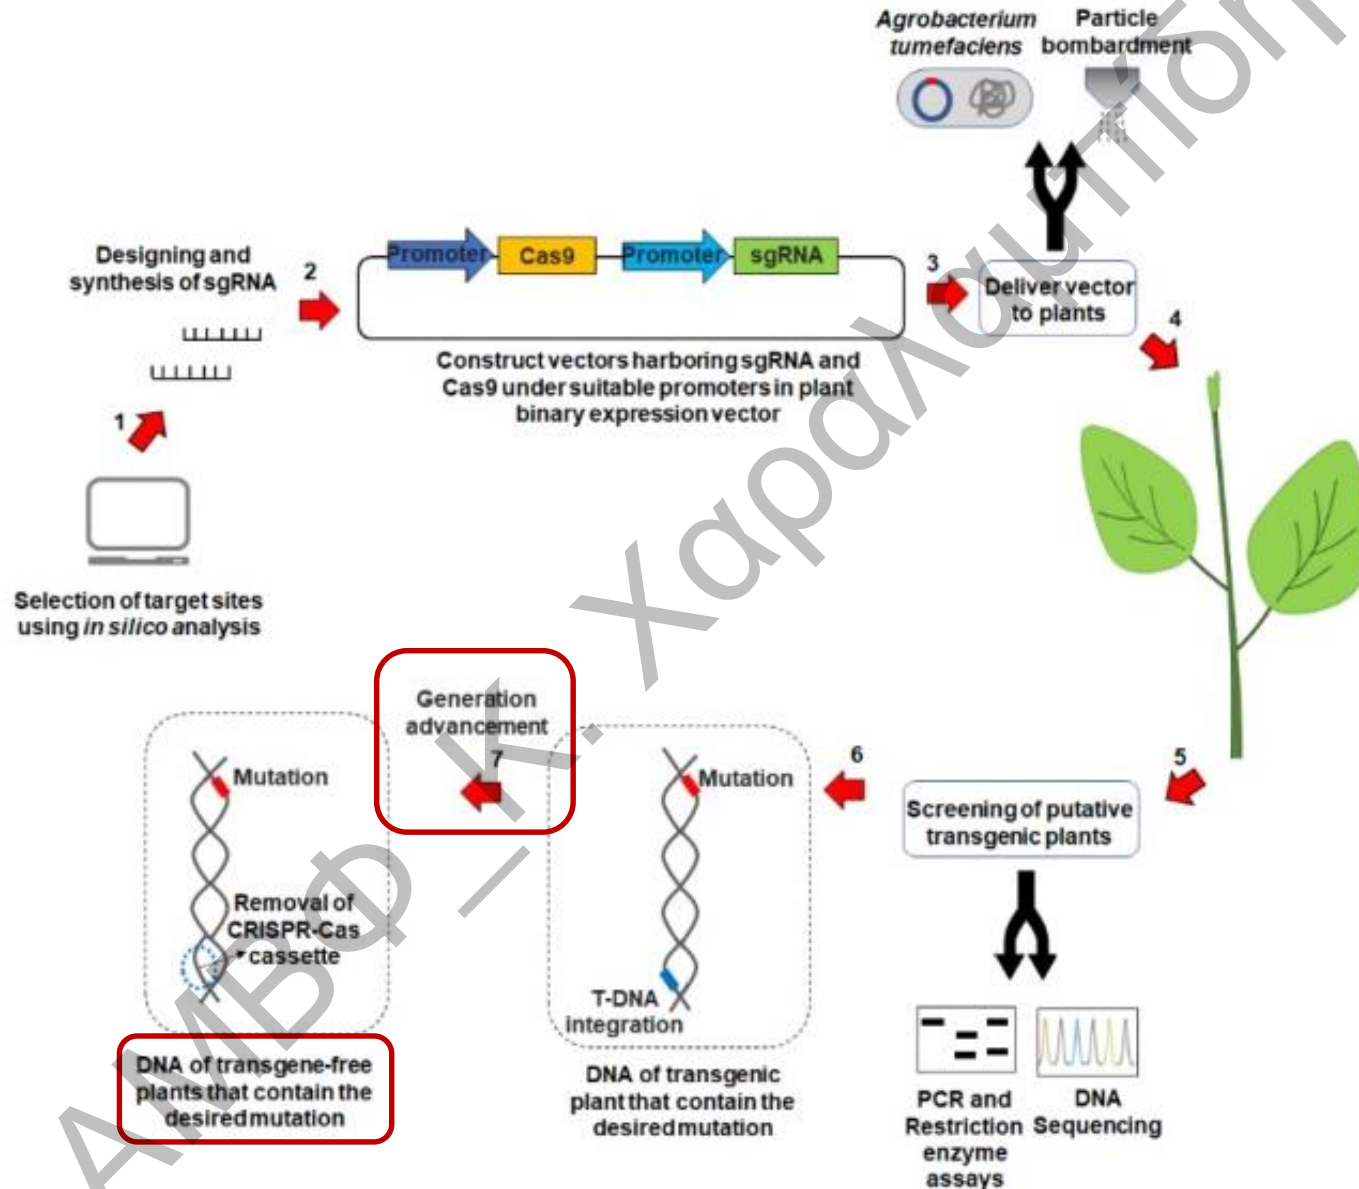 Agrobacterium
tumefaciens
Particle
bombardment
Designing and
synthesis of sgRNA
2
Promoter
Cas9
Promoter
sgRNA
3
Deliver vector
to plants
4
Construct vectors harboring sgRNA and
Cas9 under suitable promoters in plant
binary expression vector
1
Selection of target sites
using in silico analysis
Generation
advancement
7
Mutation
Removal of
CRISPR-Cas
cassette
DNA of transgene-free
plants that contain the
desired mutation
Mutation
T-DNA
integration
DNA of transgenic
plant that contain the
desired mutation
6
5
Screening of putative
transgenic plants
PCR and
Restriction
enzyme
assays
DNA
Sequencing
ΑΜΒΦ_Κ. Χαραλαμπίδη